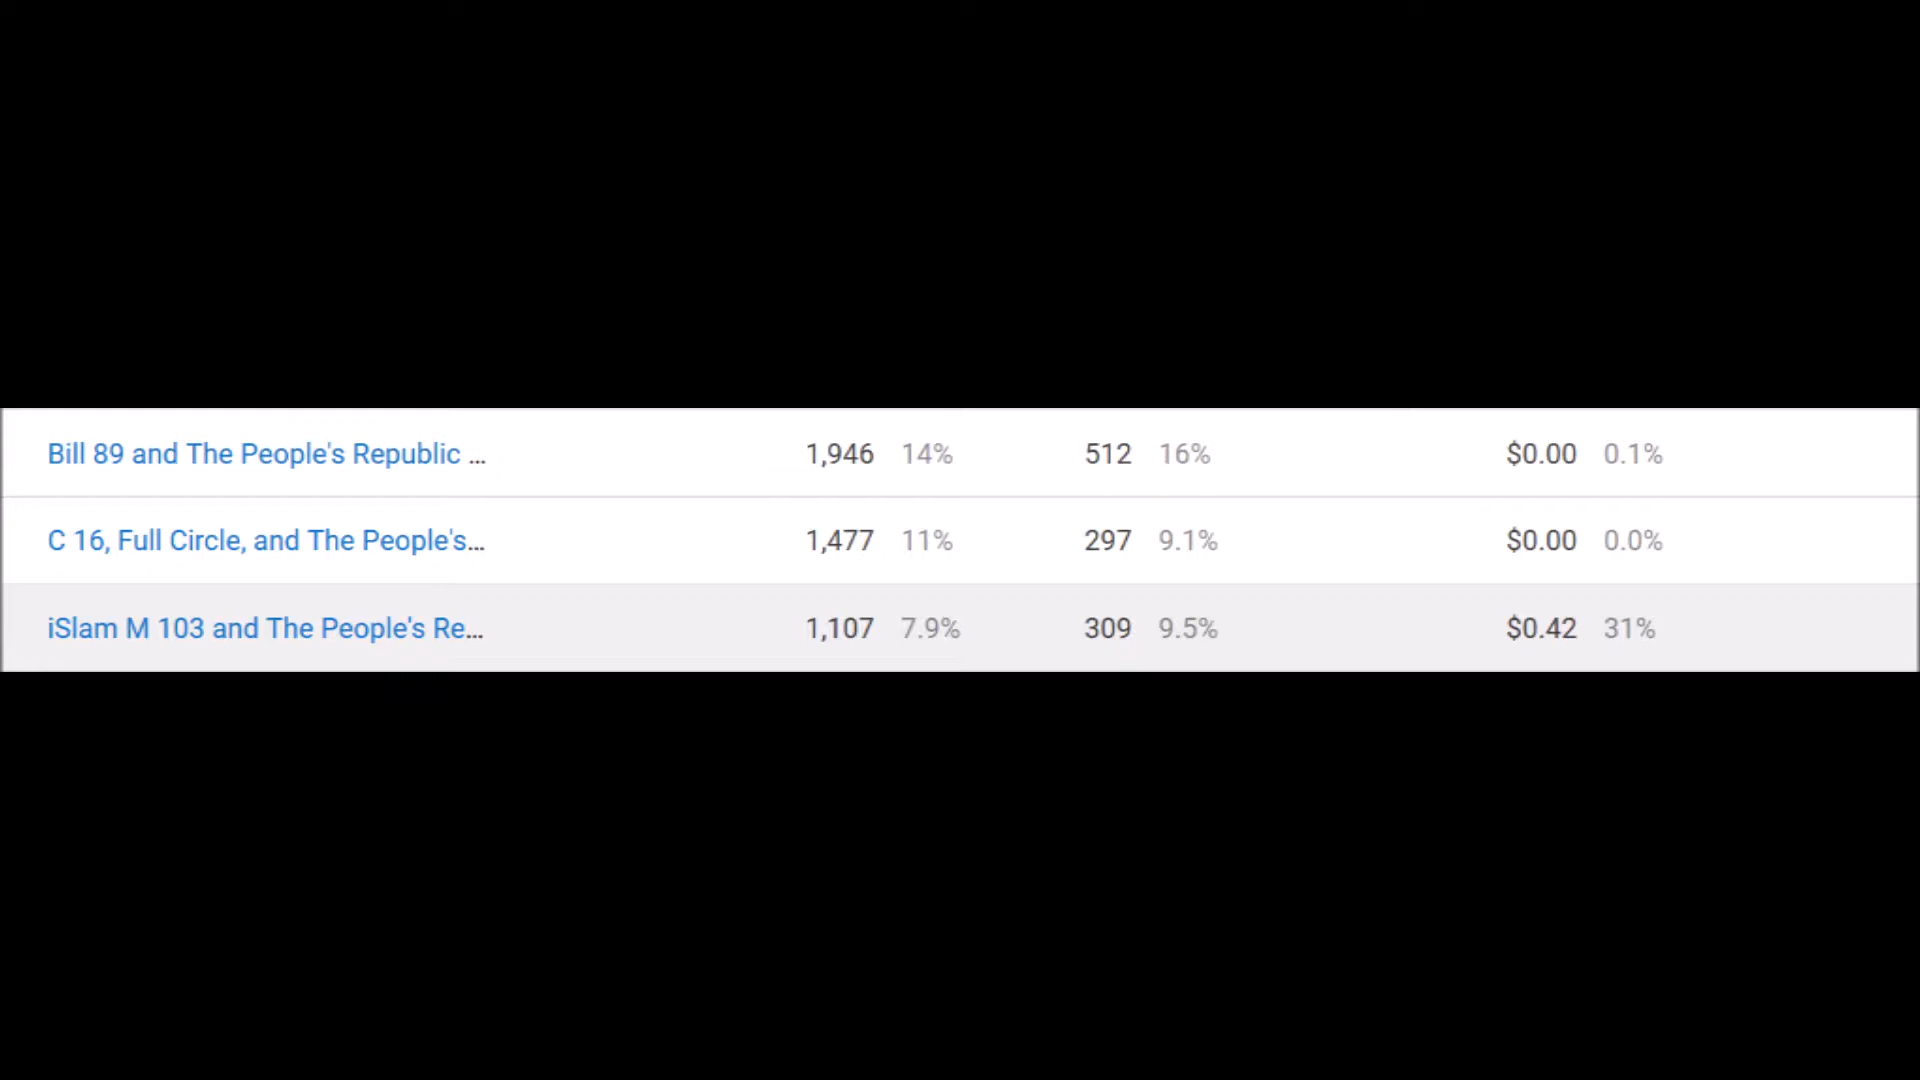 Bill 89 and The People's Republic ... 1,946 14% 512 16% $0.00 0.1%
C 16, Full Circle, and The People's... 1,477 11% 297 9.1% $0.00 0.0%
iSlam M 103 and The People's Re... 1,107 7.9% 309 9.5% $0.42 31%